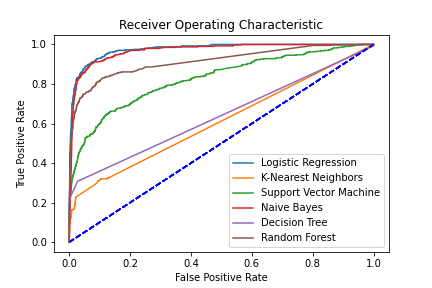 Receiver Operating Characteristic
True Positive Rate
1.0
0.8
0.6
0.4
0.2
0.0
Logistic Regression
K-Nearest Neighbors
Support Vector Machine
Naive Bayes
Decision Tree
Random Forest
0.0 0.2 0.4 0.6 0.8 1.0
False Positive Rate